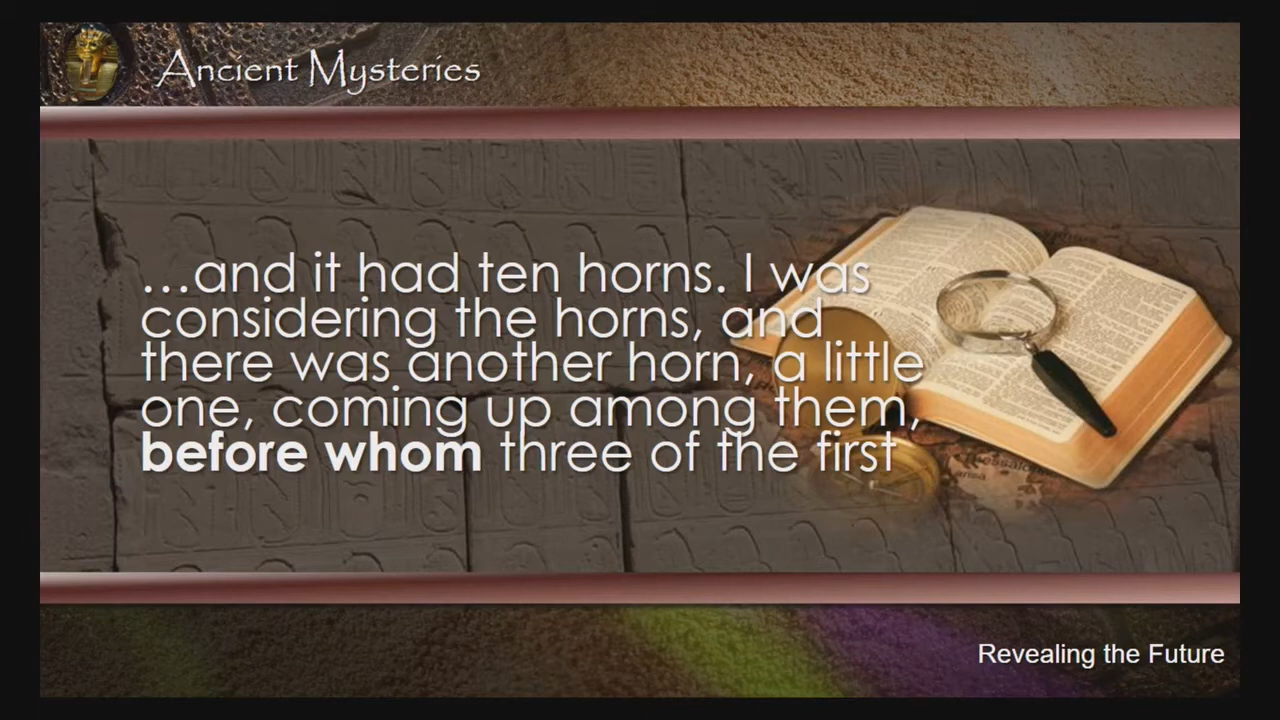 Ancient Mysteries
…and it had ten horns. I was
considering the horns, and
there was another horn, a little
one, coming up among them,
before whom three of the first
Revealing the Future